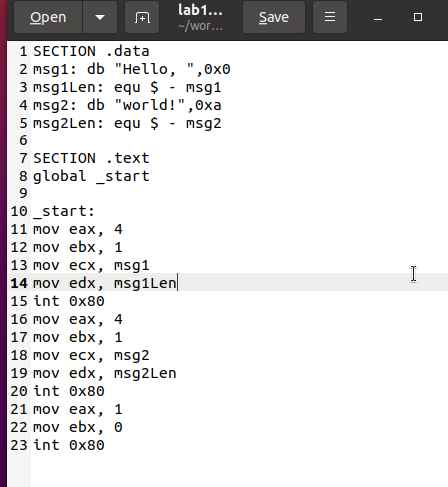 Open
lab1...
~/wor...
Save
1 SECTION .data
2 msg1: db "Hello, ",0x0
3 msg1Len: equ $ - msg1
4 msg2: db "world!",0xa
5 msg2Len: equ $ - msg2
6
7 SECTION .text
8 global _start
9
10 _start:
11 mov eax, 4
12 mov ebx, 1
13 mov ecx, msg1
14 mov edx, msg1Len
15 int 0x80
16 mov eax, 4
17 mov ebx, 1
18 mov ecx, msg2
19 mov edx, msg2Len
20 int 0x80
21 mov eax, 1
22 mov ebx, 0
23 int 0x80